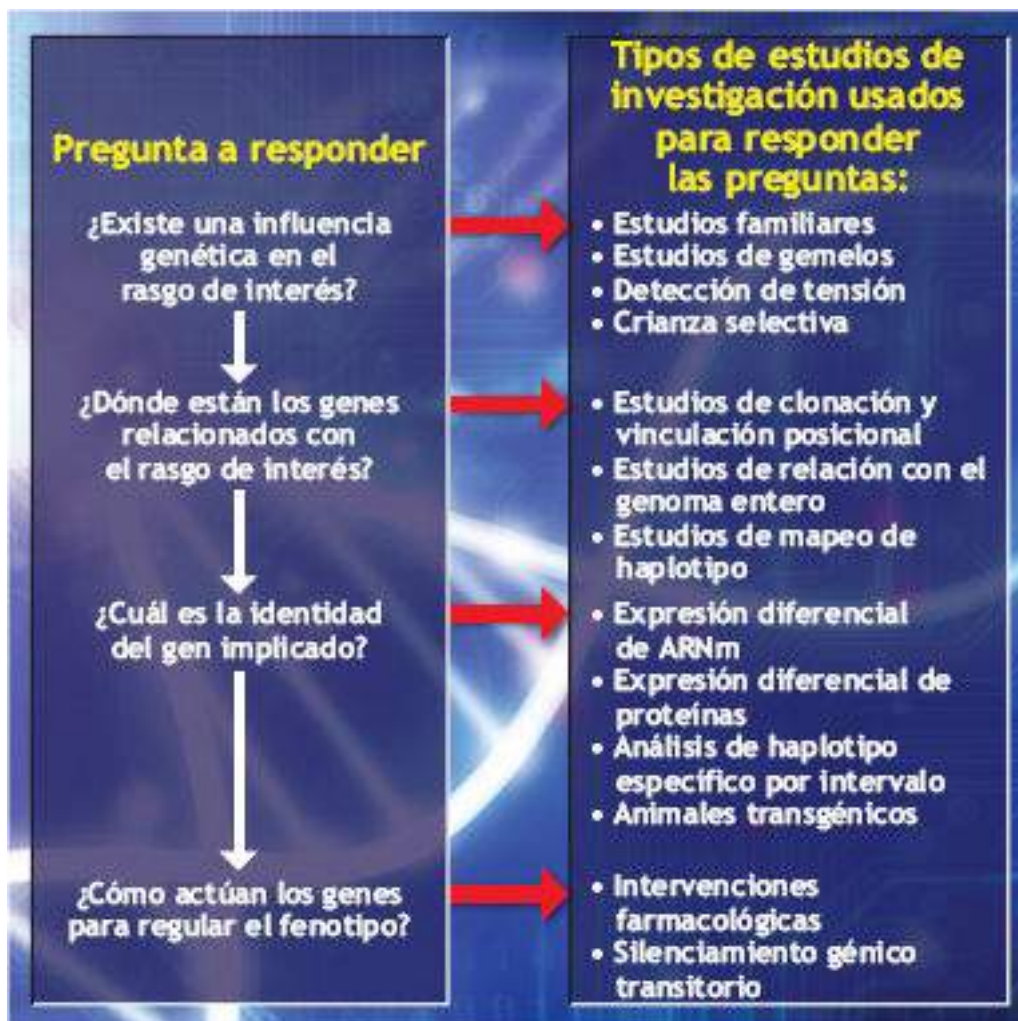 Pregunta a responder
¿Existe una influencia
genética en el
rasgo de interés?
¿Dónde están los genes
relacionados con
el rasgo de interés?
¿Cuál es la identidad
del gen implicado?
¿Cómo actúan los genes
para regular el fenotipo?
Tipos de estudios de
investigación usados
para responder
las preguntas:
• Estudios familiares
• Estudios de gemelos
• Detección de tensión
• Crianza selectiva
• Estudios de clonación y
vinculación posicional
• Estudios de relación con el
genoma entero
• Estudios de mapeo de
haplotipo
• Expresión diferencial
de ARNm
• Expresión diferencial de
proteínas
• Análisis de haplotipo
específico por intervalo
• Animales transgénicos
• Intervenciones
farmacológicas
• Silenciamiento génico
transitorio